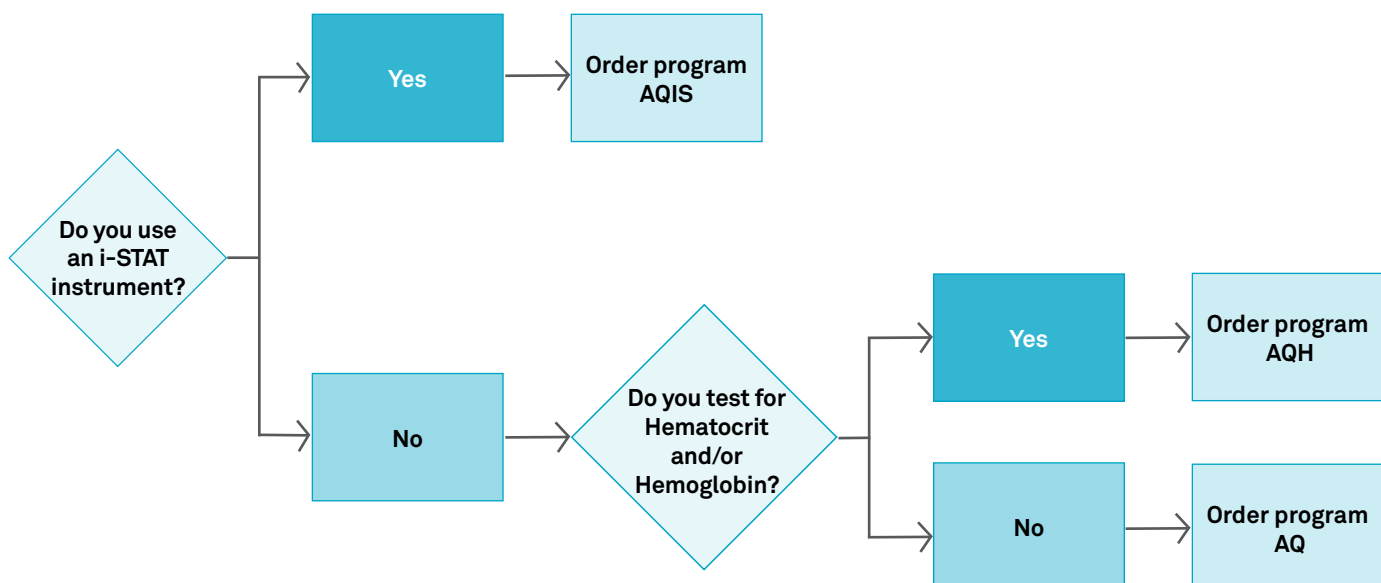 Do you use
an i-STAT
instrument?
Yes
Order program
AQIS
No
Do you test for
Hematocrit
and/or
Hemoglobin?
Yes
Order program
AQH
No
Order program
AQ